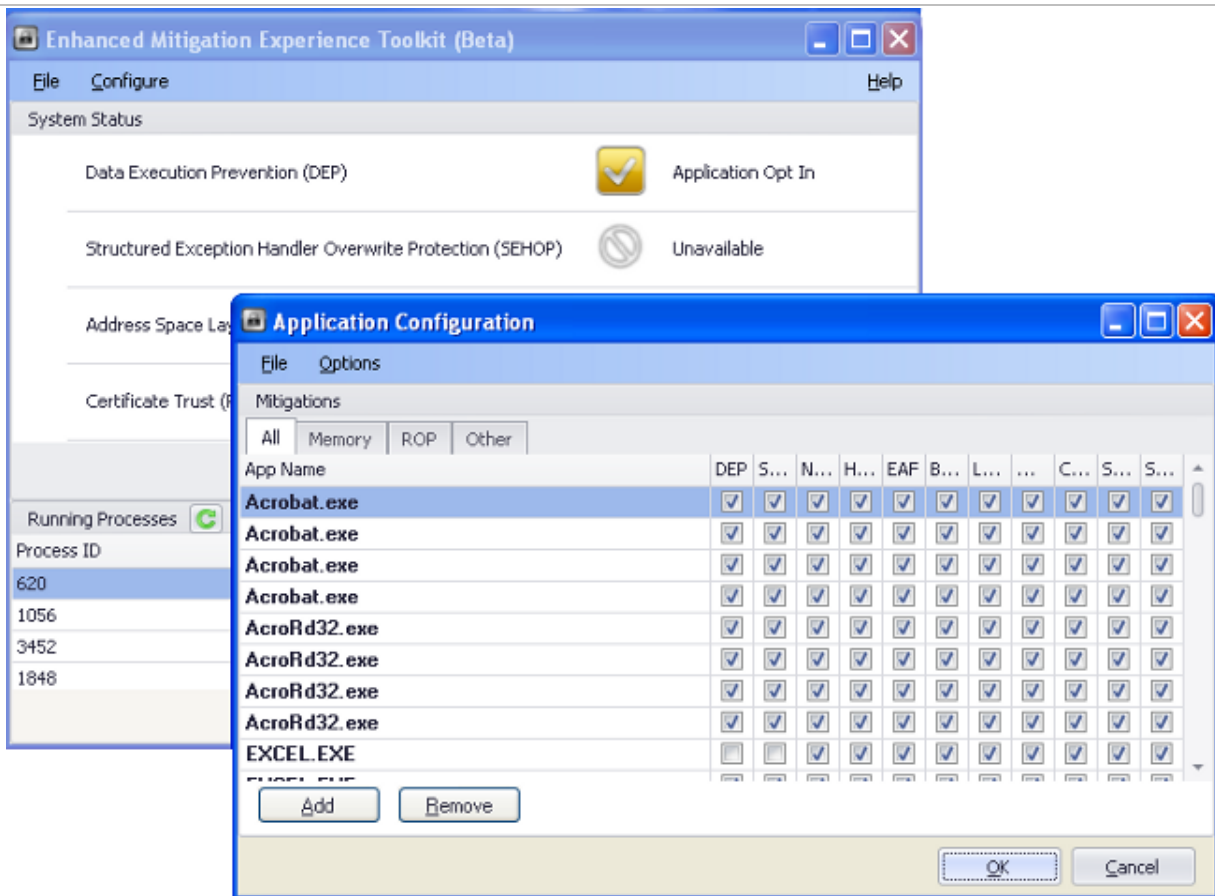 Enhanced Mitigation Experience Toolkit (Beta)
File Configure Help
System Status
Data Execution Prevention (DEP) Application Opt In
Structured Exception Handler Overwrite Protection (SEHOP) Unavailable
Address Space Lay
Certificate Trust (
Running Processes
Process ID
620
1056
3452
1848
Application Configuration
File Options
Mitigations
All Memory ROP Other
App Name DEP S... N... H... EAF B... L... ... C... S... S...
Acrobat.exe
Acrobat.exe
Acrobat.exe
Acrobat.exe
AcroRd32.exe
AcroRd32.exe
AcroRd32.exe
AcroRd32.exe
EXCEL.EXE
Add Remove
OK Cancel